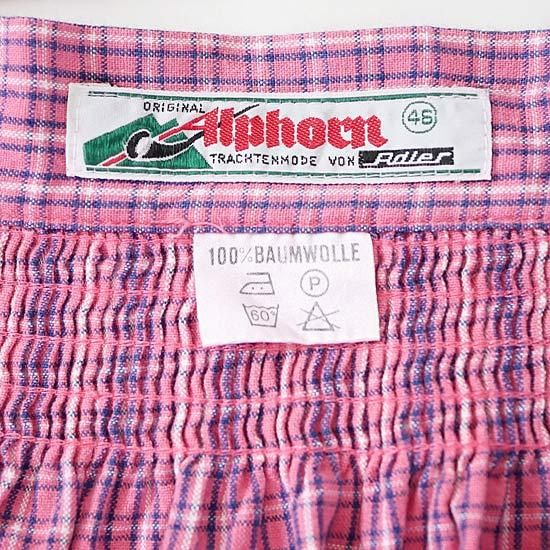 ORIGINAL
Alphorn
46
TRACHTENMODE VON Adler
100% BAUMWOLLE
P
60°